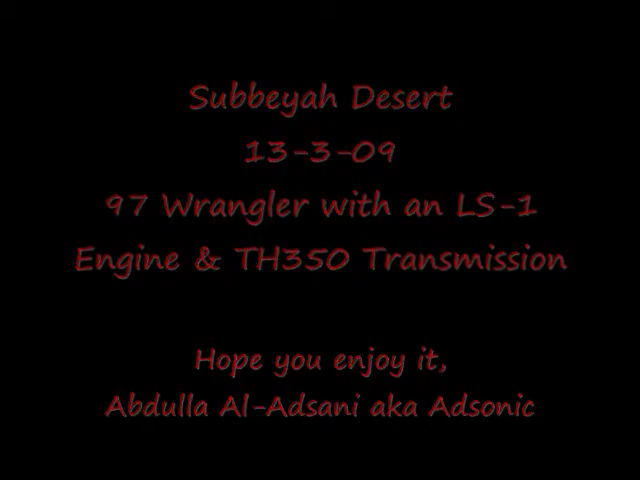 Subbeyah Desert
13-3-09
97 Wrangler with an LS-1
Engine & TH350 Transmission
Hope you enjoy it,
Abdulla Al-Adsani aka Adsonic